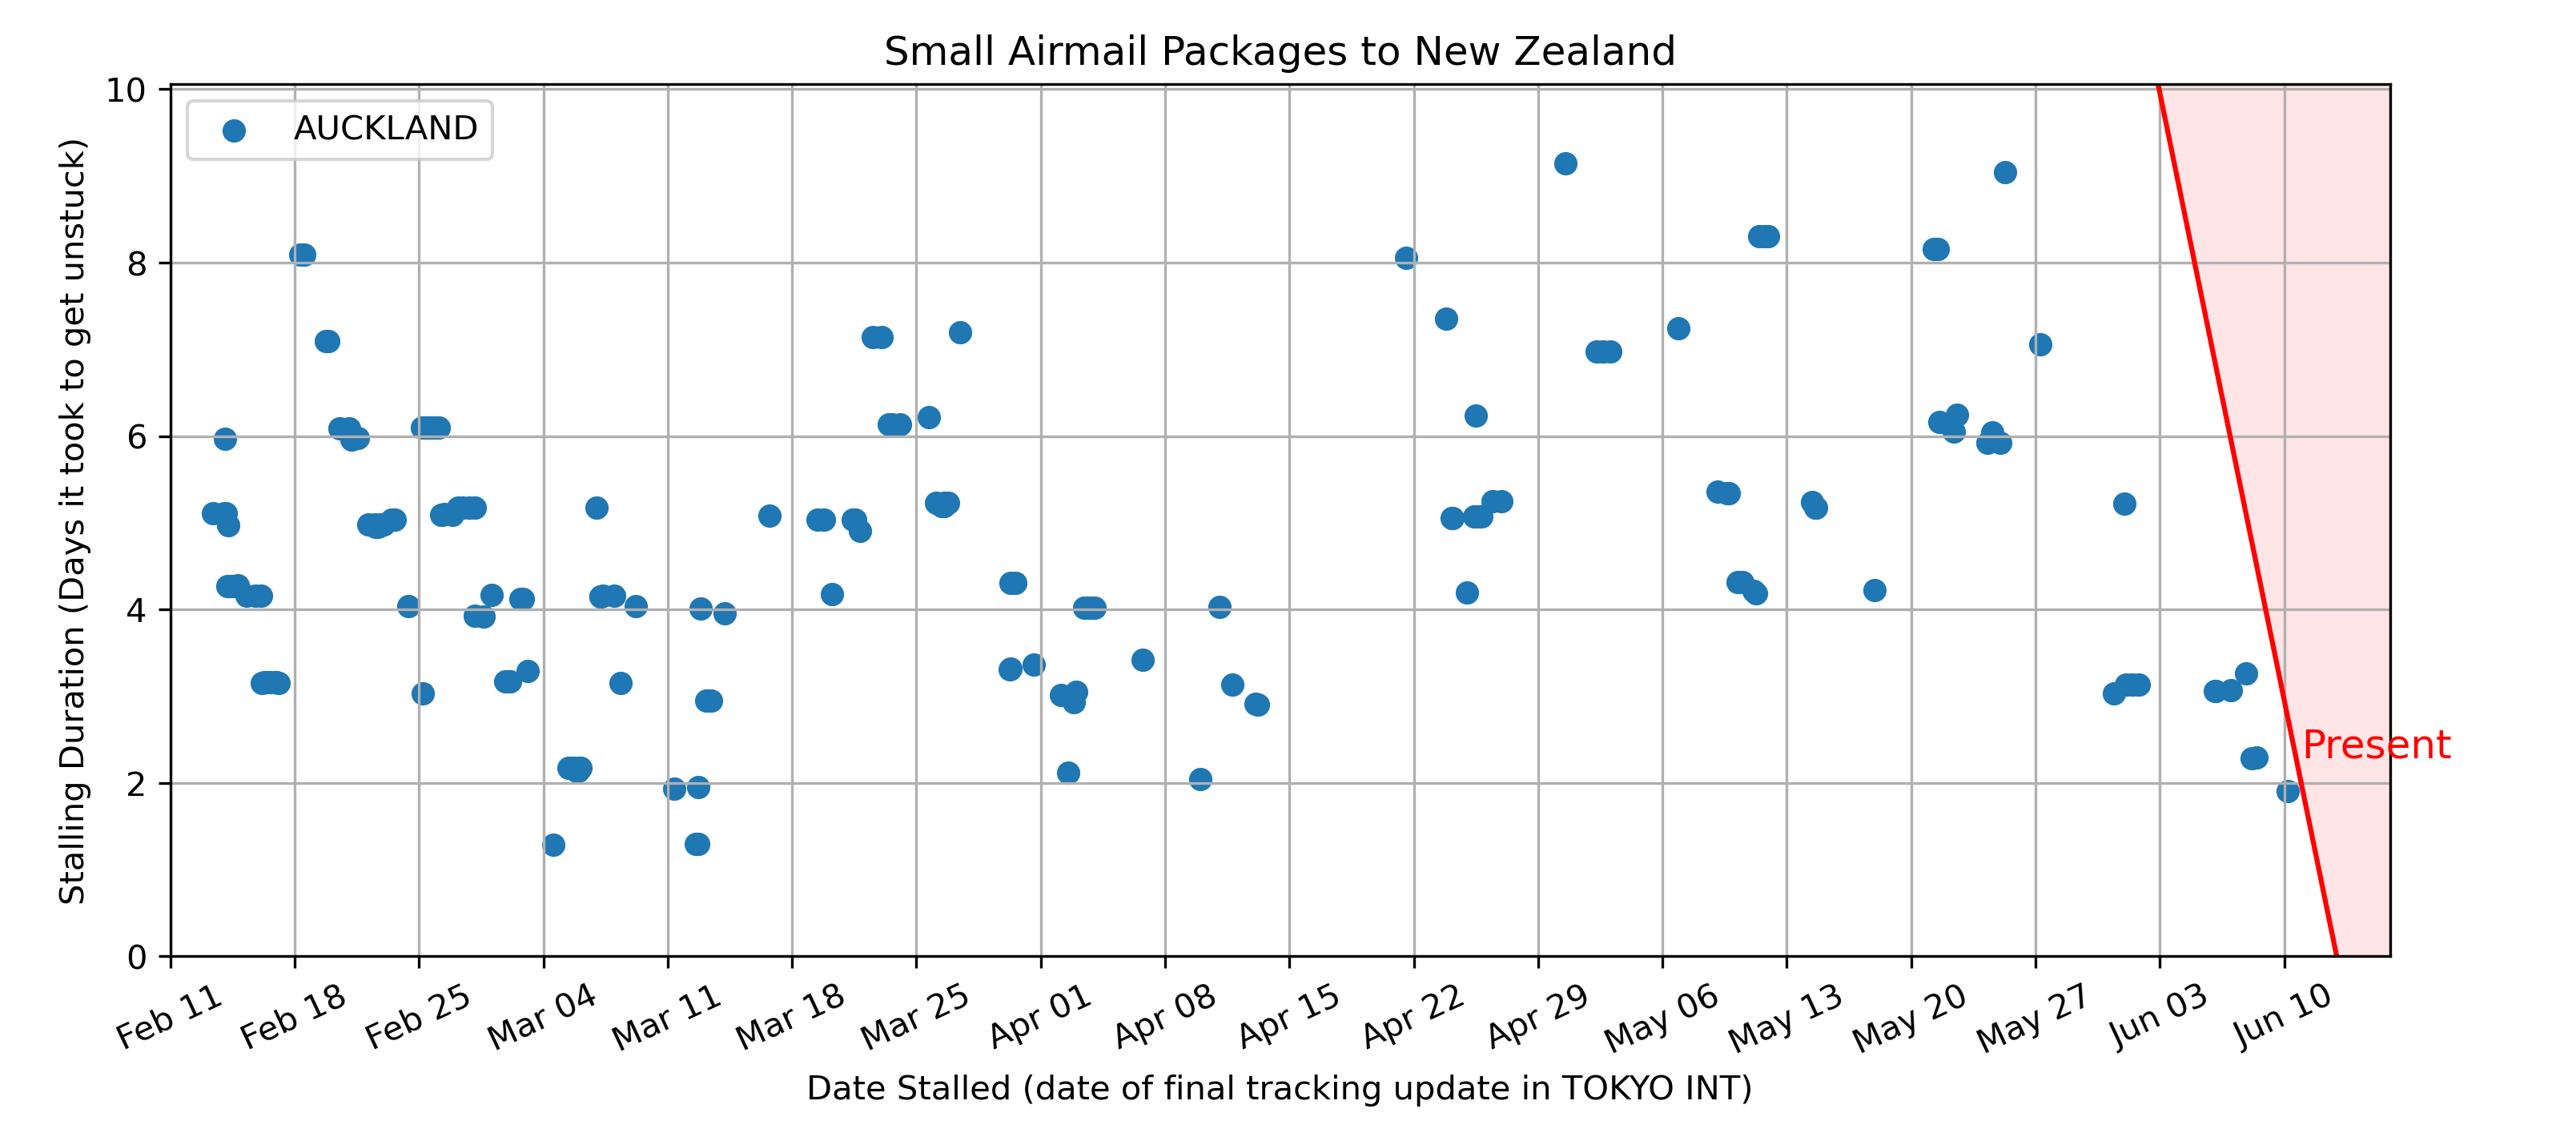 Small Airmail Packages to New Zealand
AUCKLAND
Stalling Duration (Days it took to get unstuck)
10
8
6
4
2
0
Present
Feb 11
Feb 18
Feb 25
Mar 04
Mar 11
Mar 18
Mar 25
Apr 01
Apr 08
Apr 15
Apr 22
Apr 29
May 06
May 13
May 20
May 27
Jun 03
Jun 10
Date Stalled (date of final tracking update in TOKYO INT)